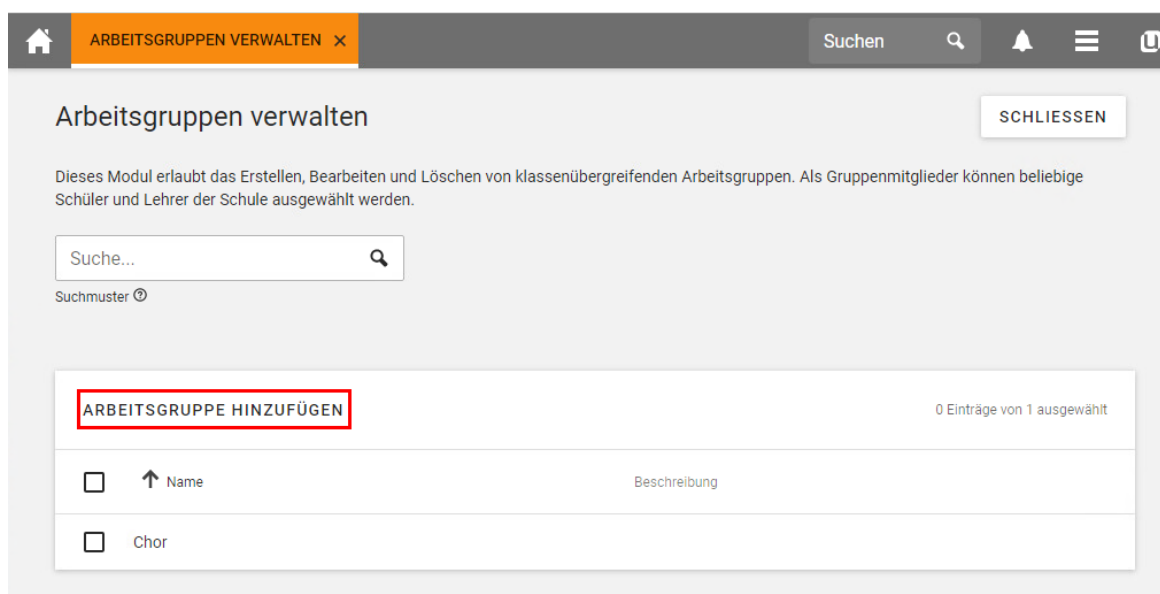 ARBEITSGRUPPEN VERWALTEN
Suchen
Arbeitsgruppen verwalten
SCHLIESSEN
Dieses Modul erlaubt das Erstellen, Bearbeiten und Löschen von klassenübergreifenden Arbeitsgruppen. Als Gruppenmitglieder können beliebige
Schüler und Lehrer der Schule ausgewählt werden.
Suche...
Suchmuster
ARBEITSGRUPPE HINZUFÜGEN
0 Einträge von 1 ausgewählt
Name
Beschreibung
Chor